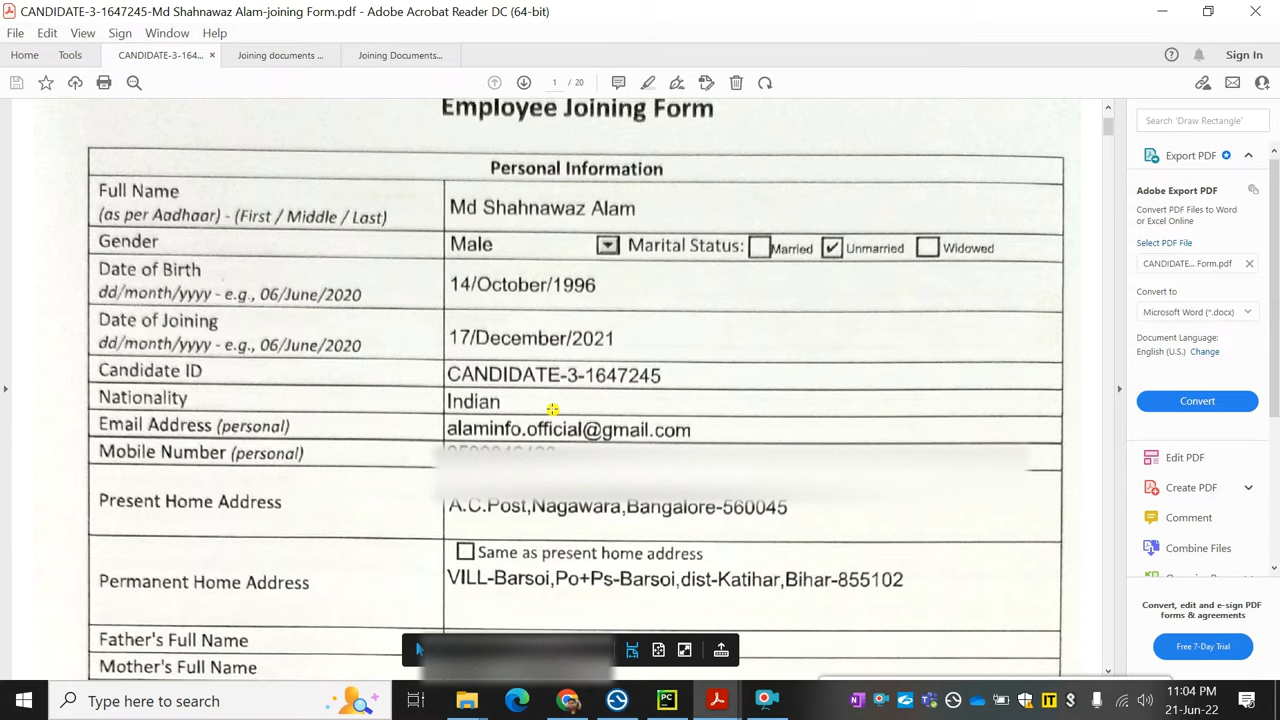 CANDIDATE-3-1647245-Md Shahnawaz Alam-joining Form.pdf - Adobe Acrobat Reader DC (64-bit)
File Edit View Sign Window Help
Home Tools CANDIDATE-3-164... × Joining documents ... Joining Documents... Sign In
1 / 20
Employee Joining Form
Personal Information
Full Name
(as per Aadhaar) - (First / Middle / Last)
Md Shahnawaz Alam
Gender
Male
Marital Status: Married Unmarried Widowed
Date of Birth
dd/month/yyyy - e.g., 06/June/2020
14/October/1996
Date of Joining
dd/month/yyyy - e.g., 06/June/2020
17/December/2021
Candidate ID
CANDIDATE-3-1647245
Nationality
Indian
Email Address (personal)
alaminfo.official@gmail.com
Mobile Number (personal)
Present Home Address
A.C.Post,Nagawara,Bangalore-560045
Permanent Home Address
Same as present home address
VILL-Barsoi,Po+Ps-Barsoi,dist-Katihar,Bihar-855102
Father's Full Name
Mother's Full Name
Search 'Draw Rectangle'
Export PDF
Adobe Export PDF
Convert PDF Files to Word
or Excel Online
Select PDF File
CANDIDATE... Form.pdf
Convert to
Microsoft Word (*.docx)
Document Language:
English (U.S.) Change
Convert
Edit PDF
Create PDF
Comment
Combine Files
Convert, edit and e-sign PDF
forms & agreements
Free 7-Day Trial
Type here to search
11:04 PM
21-Jun-22